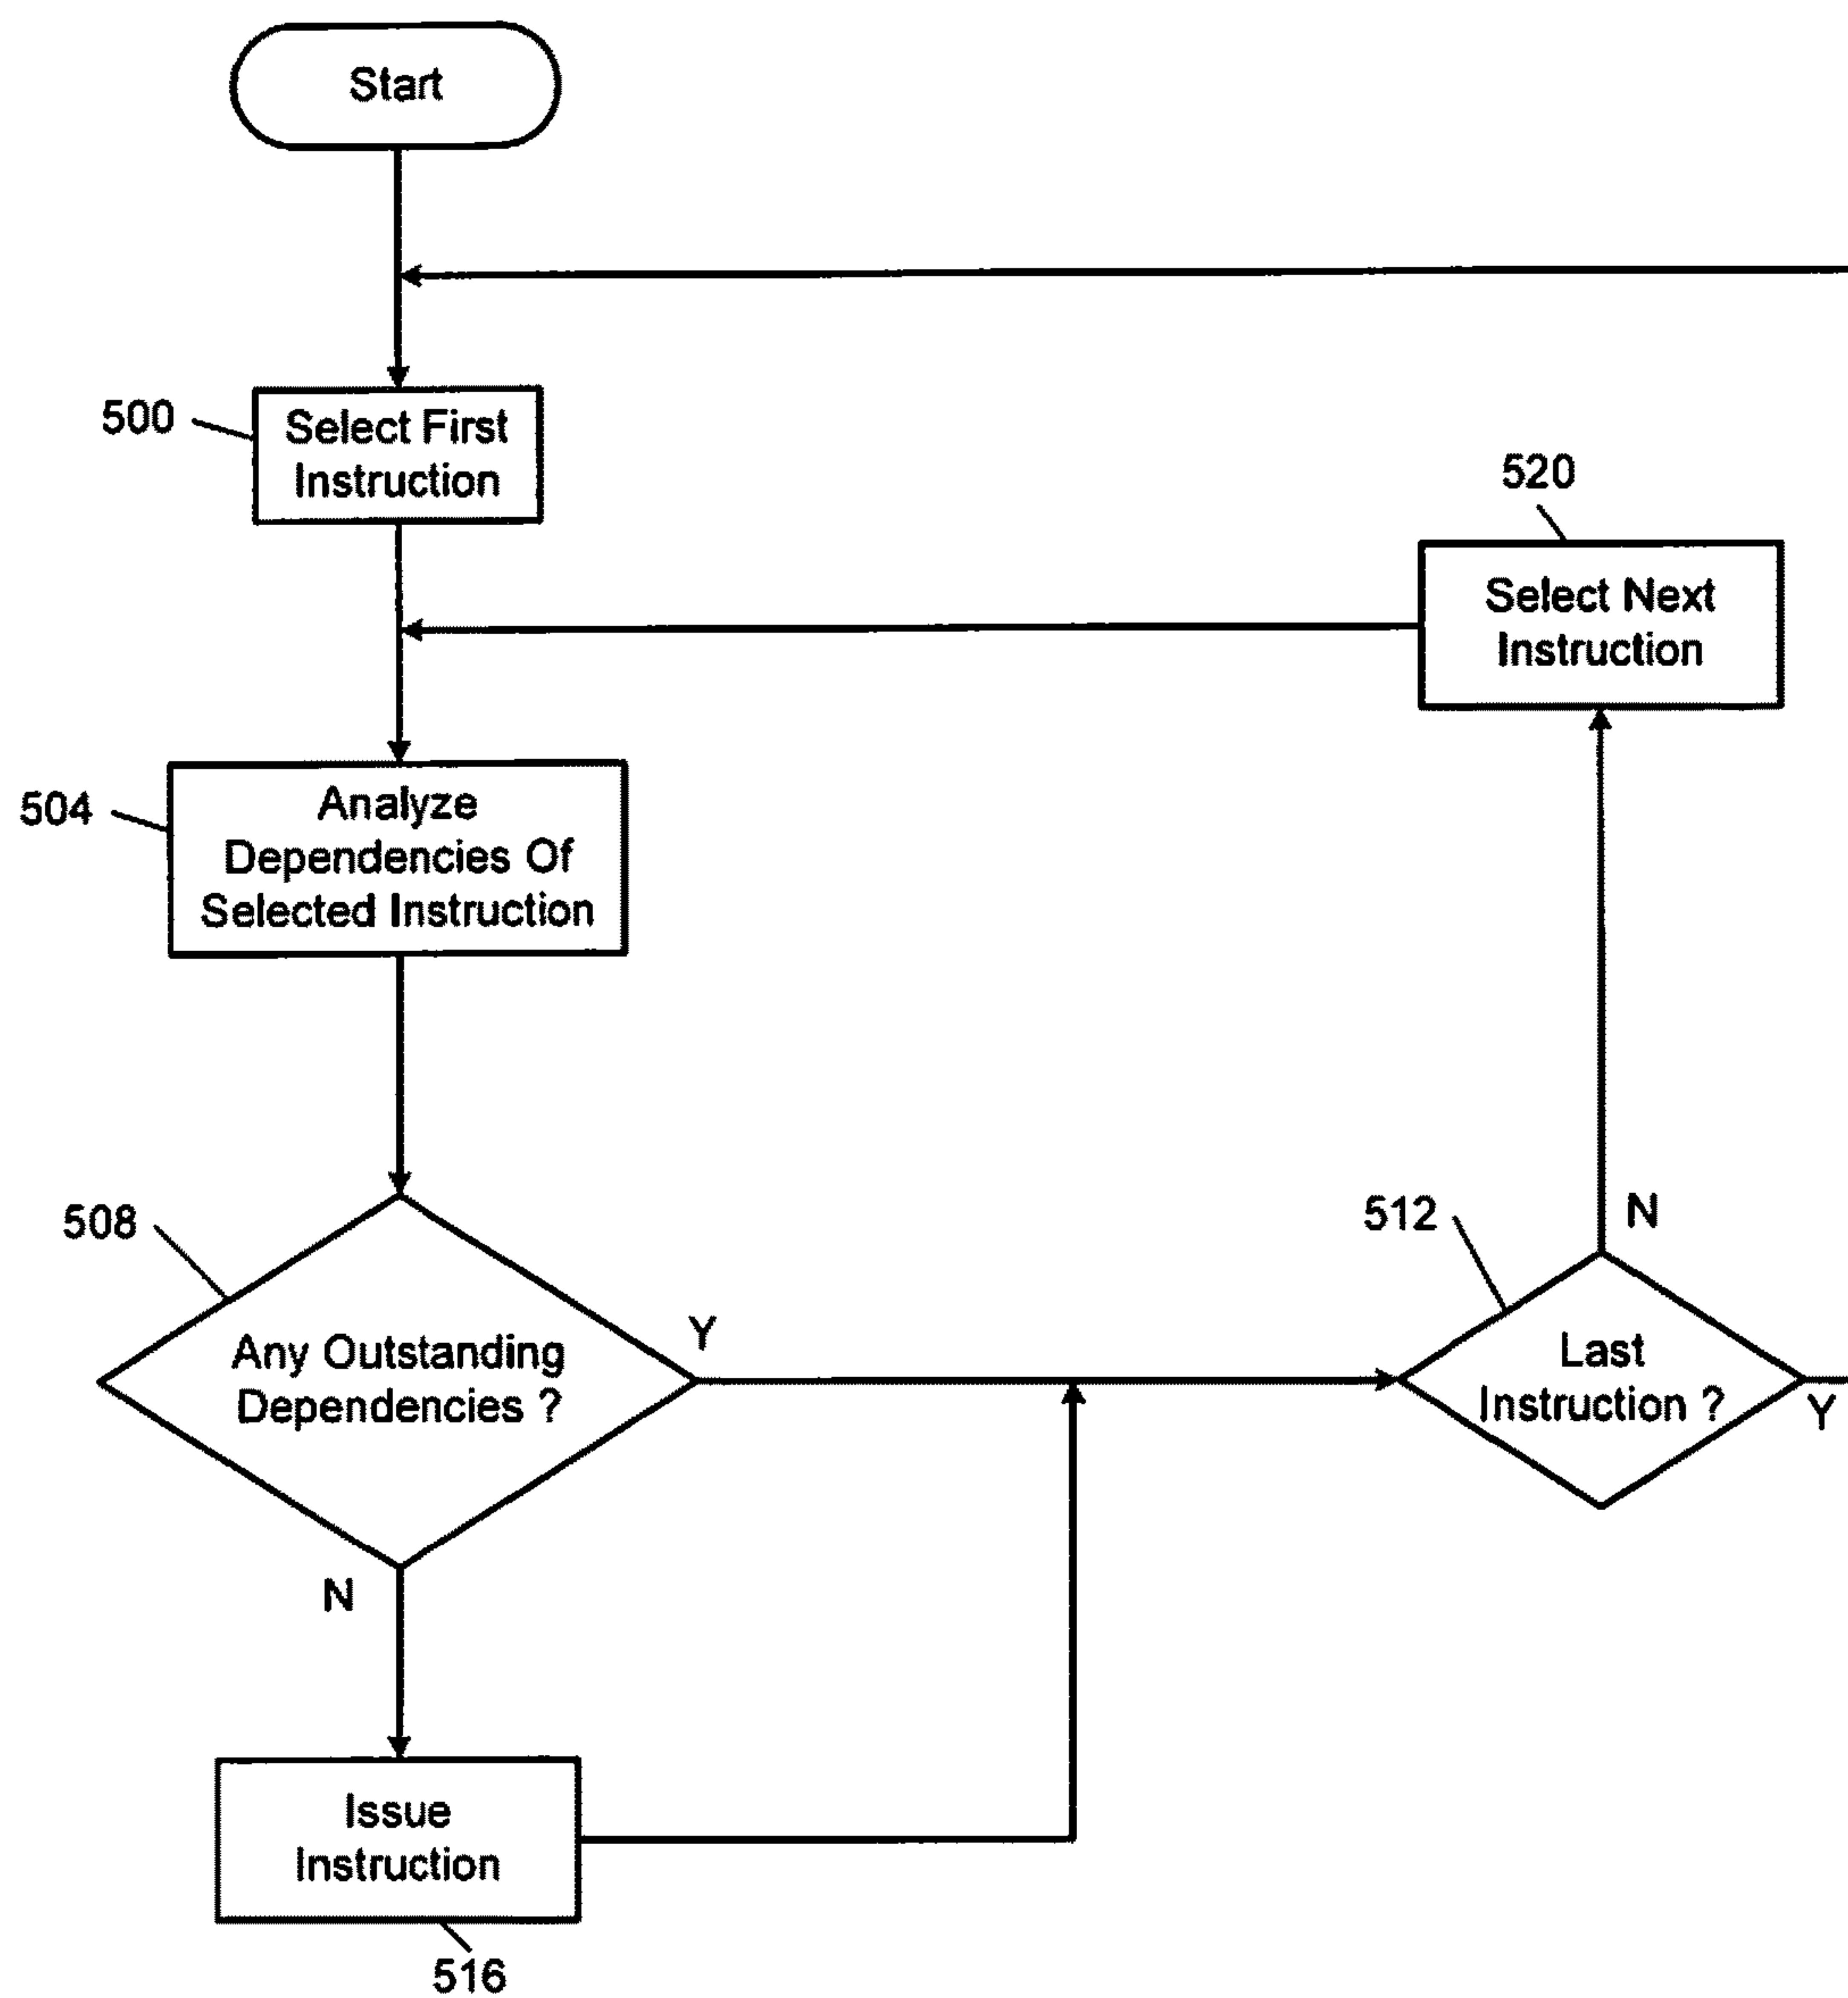 Start
500
Select First
Instruction
520
Select Next
Instruction
504
Analyze
Dependencies Of
Selected Instruction
508
Any Outstanding
Dependencies ?
Y
N
512
N
Last
Instruction ?
Y
Issue
Instruction
516